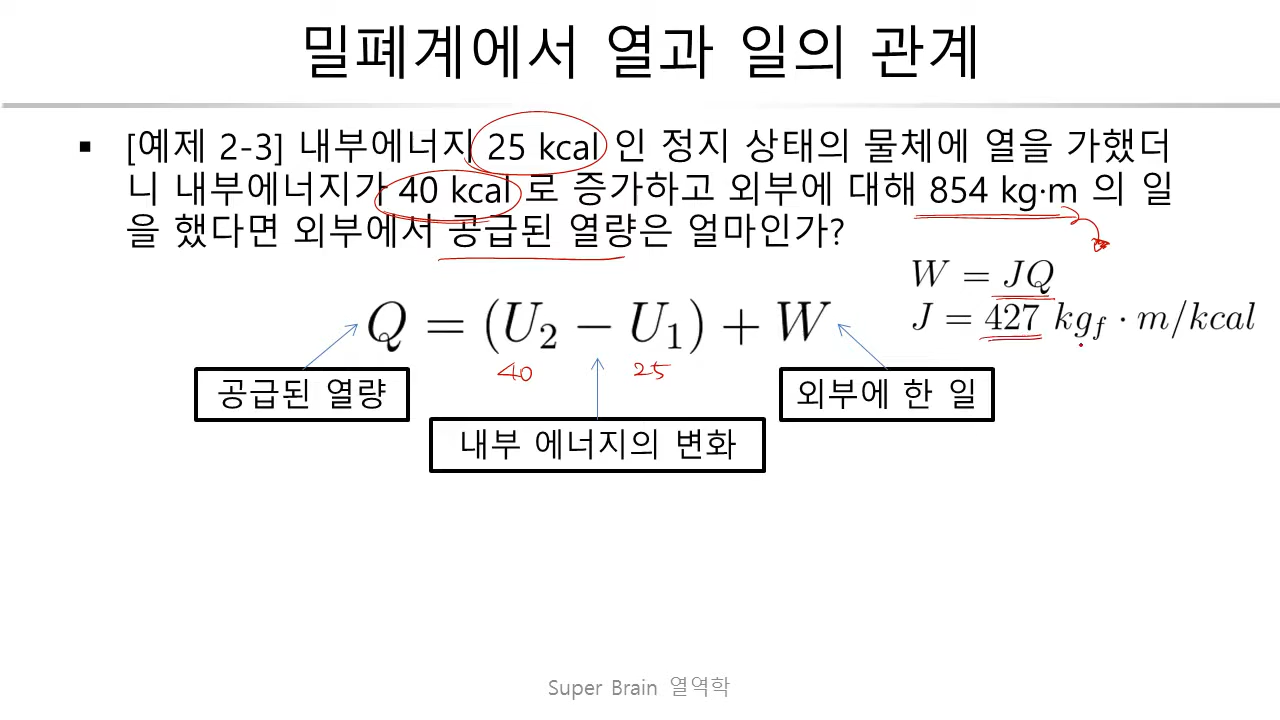 밀폐계에서 열과 일의 관계
▪ [예제 2-3] 내부에너지 25 kcal 인 정지 상태의 물체에 열을 가했더
니 내부에너지가 40 kcal 로 증가하고 외부에 대해 854 kg·m 의 일
을 했다면 외부에서 공급된 열량은 얼마인가?
W = JQ
J = 427 kg_f · m/kcal
Q = (U₂ − U₁) + W
40 25
공급된 열량
외부에 한 일
내부 에너지의 변화
Super Brain 열역학